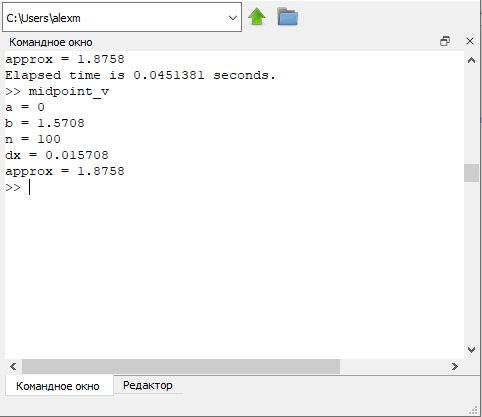 C:\Users\alexm
Командное окно
approx = 1.8758
Elapsed time is 0.0451381 seconds.
>> midpoint_v
a = 0
b = 1.5708
n = 100
dx = 0.015708
approx = 1.8758
>>
Командное окно
Редактор